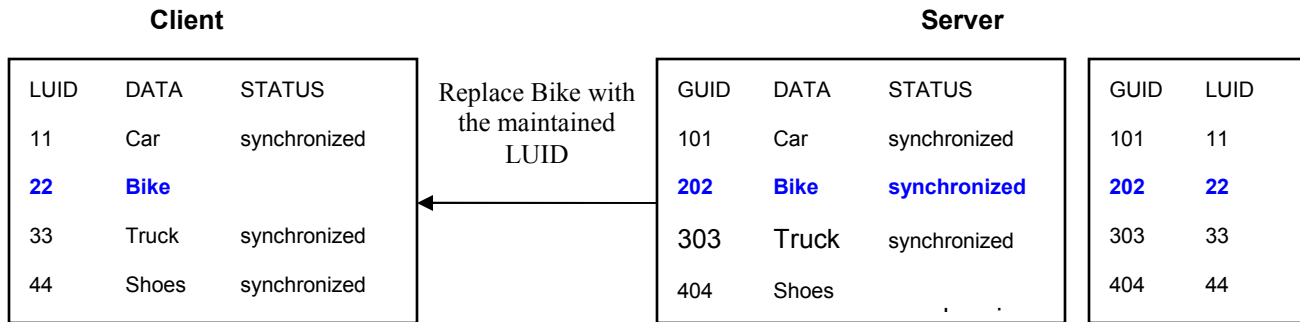 Client
Server
LUID DATA STATUS
11 Car synchronized
22 Bike
33 Truck synchronized
44 Shoes synchronized
Replace Bike with
the maintained
LUID
GUID DATA STATUS
101 Car synchronized
202 Bike synchronized
303 Truck synchronized
404 Shoes
GUID LUID
101 11
202 22
303 33
404 44